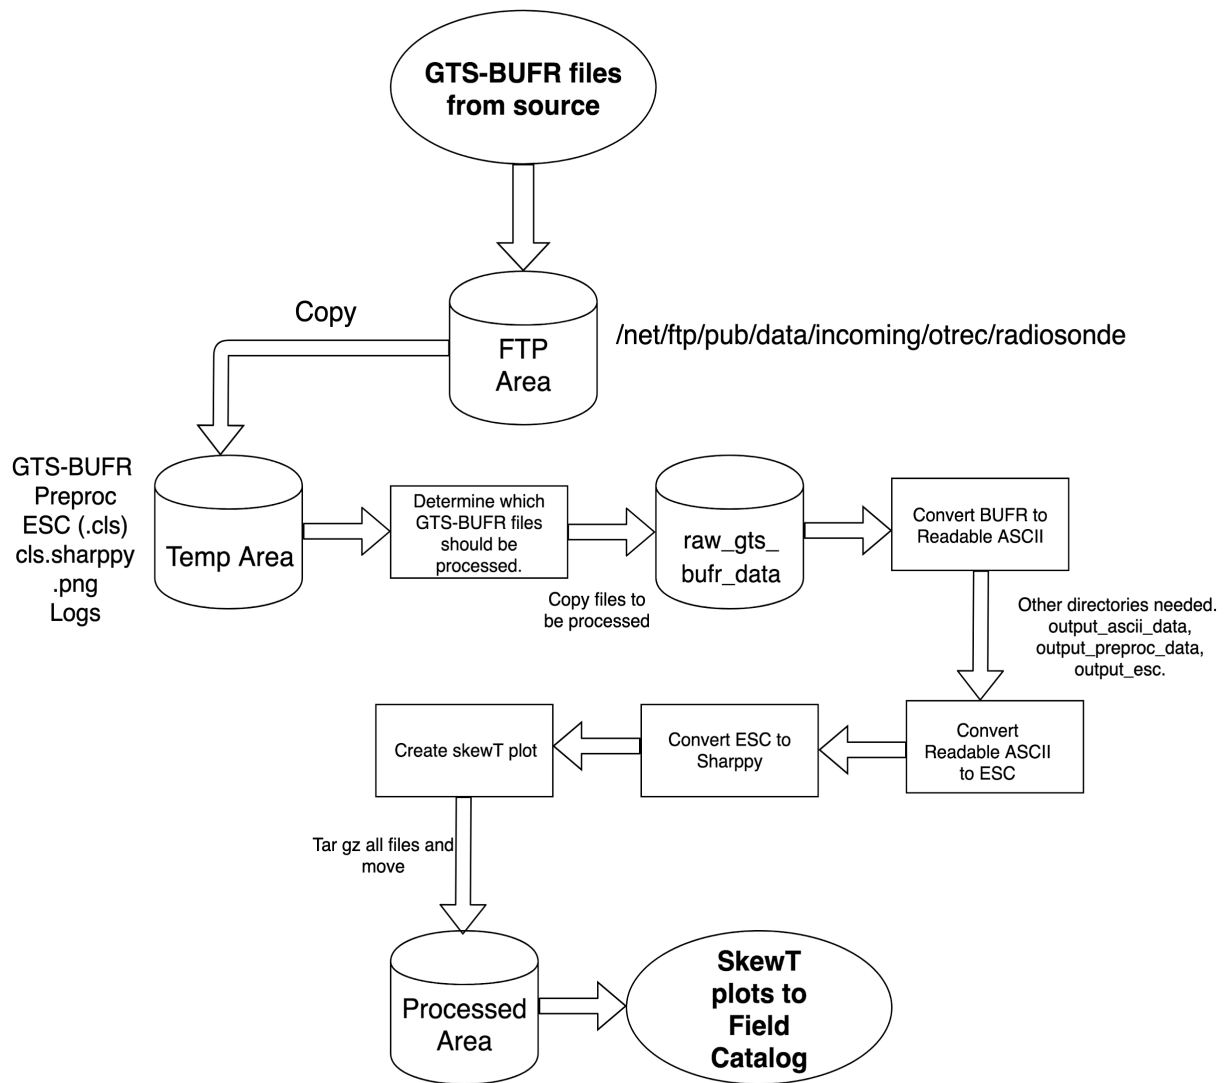 GTS-BUFR files
from source
Copy
FTP
Area
/net/ftp/pub/data/incoming/otrec/radiosonde
GTS-BUFR
Preproc
ESC (.cls)
cls.sharppy
.png
Logs
Temp Area
Determine which
GTS-BUFR files
should be
processed.
Copy files to
be processed
raw_gts_
bufr_data
Convert BUFR to
Readable ASCII
Other directories needed.
output_ascii_data,
output_preproc_data,
output_esc.
Convert
Readable ASCII
to ESC
Convert ESC to
Sharppy
Create skewT plot
Tar gz all files and
move
Processed
Area
SkewT
plots to
Field
Catalog